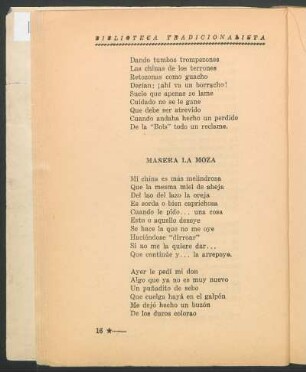 BIBLIOTECA TRADICIONALISTA
Dando tumbos trompezones
Las chinas de los terrones
Retozonas como guacho
Decían: ¡ahí va un borracho!
Suele que apenas se lame
Cuidado no se le gane
Que debe ser atrevido
Cuando andaba hecho un perdido
De la "Bols" todo un reclame.
MANERA LA MOZA
Mi china es más melindrosa
Que la mesma miel de abeja
Del lao del lazo la oreja
Es sorda o bien caprichosa
Cuando le pido... una cosa
Esto o aquello desoye
Se hace la que no me oye
Haciéndose "dirrear"
Si no me la quiere dar...
Que continúe y... la arrepoye.
Ayer le pedí mi don
Algo que ya no es muy nuevo
Un puñadito de sebo
Que cuelga hayá en el galpón
Me dejó hecho un buzón
De los duros colorao
16